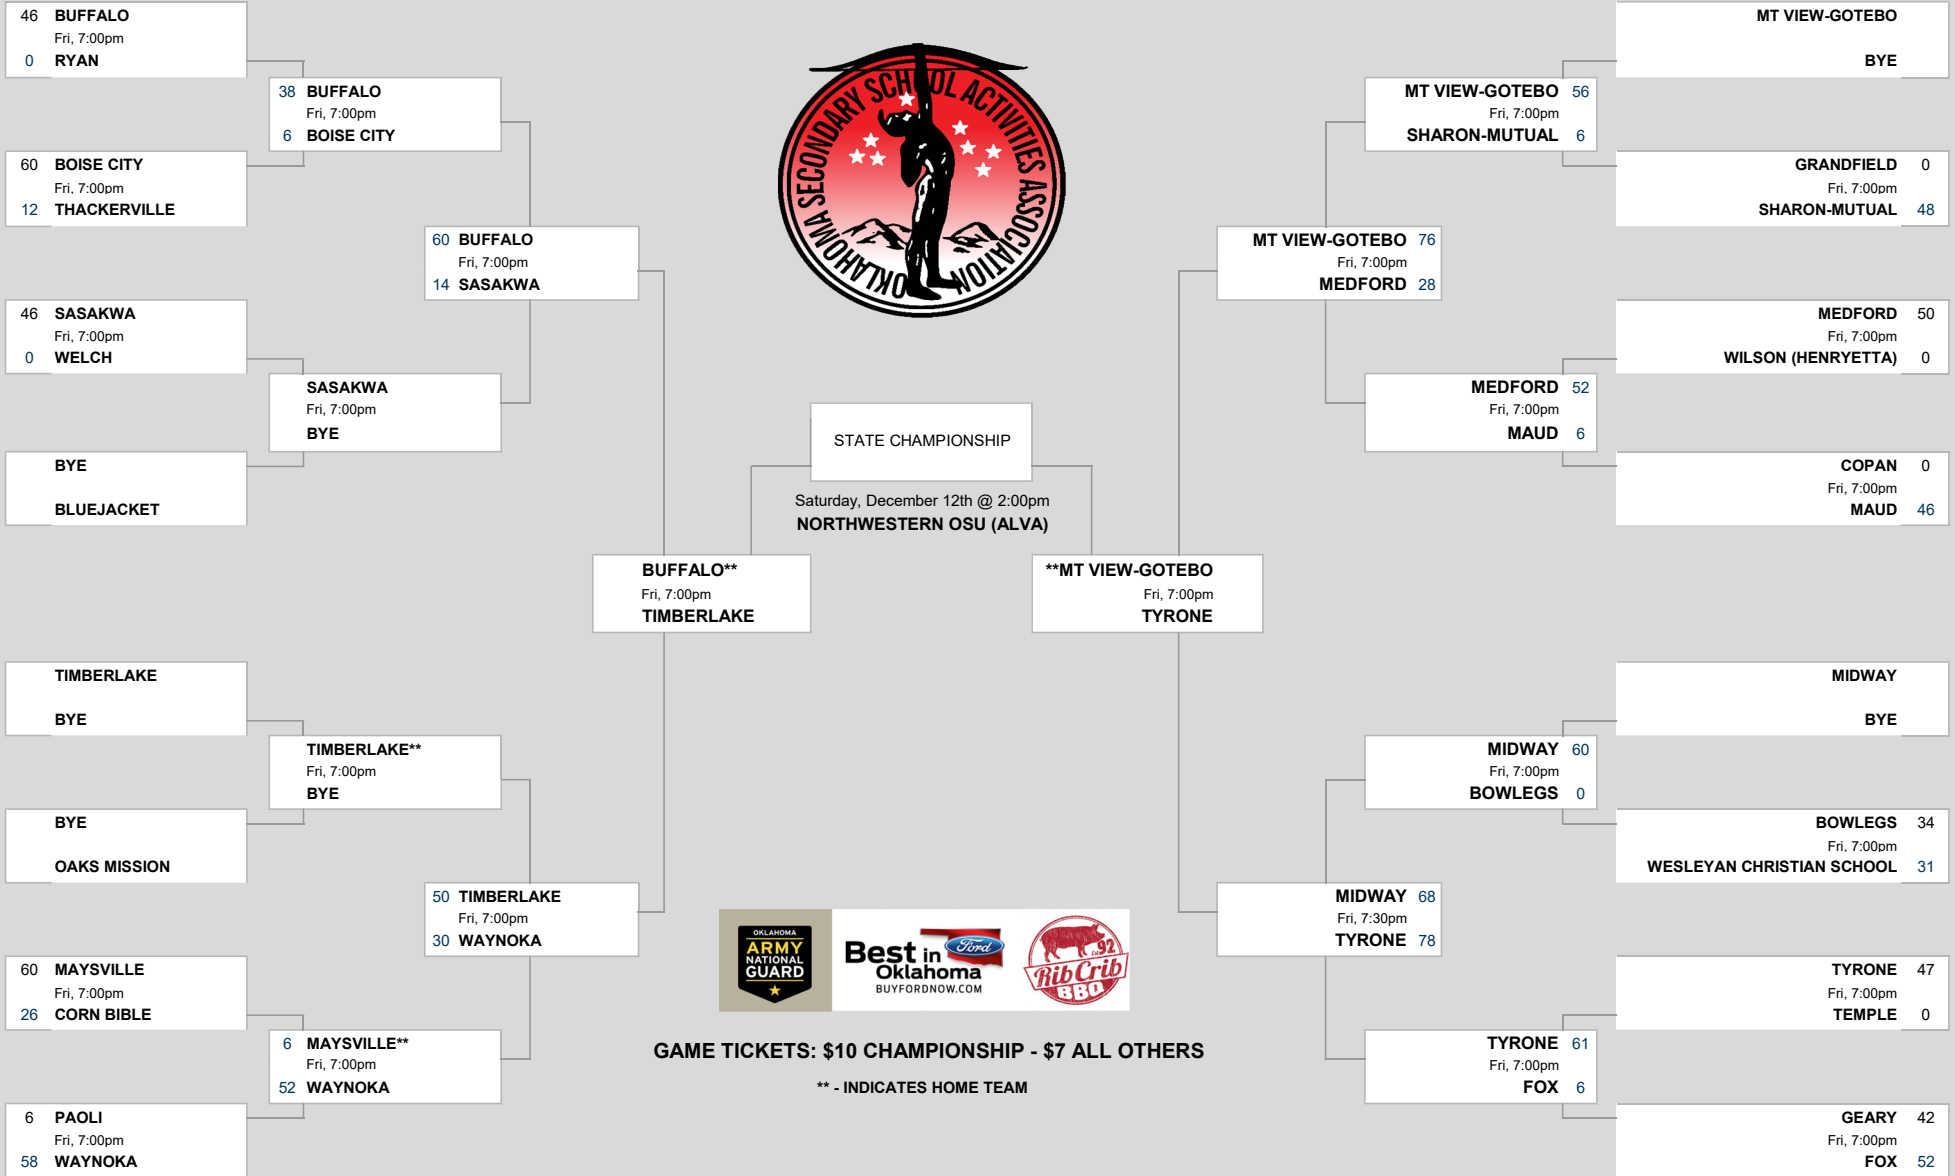 46 BUFFALO
Fri, 7:00pm
0 RYAN
38 BUFFALO
Fri, 7:00pm
6 BOISE CITY
60 BOISE CITY
Fri, 7:00pm
12 THACKERVILLE
60 BUFFALO
Fri, 7:00pm
14 SASAKWA
46 SASAKWA
Fri, 7:00pm
0 WELCH
SASAKWA
Fri, 7:00pm
BYE
BYE
BLUEJACKET
BUFFALO**
Fri, 7:00pm
TIMBERLAKE
TIMBERLAKE
BYE
TIMBERLAKE**
Fri, 7:00pm
BYE
BYE
OAKS MISSION
50 TIMBERLAKE
Fri, 7:00pm
30 WAYNOKA
60 MAYSVILLE
Fri, 7:00pm
26 CORN BIBLE
6 MAYSVILLE**
Fri, 7:00pm
52 WAYNOKA
6 PAOLI
Fri, 7:00pm
58 WAYNOKA
OKLAHOMA SECONDARY SCHOOL ACTIVITIES ASSOCIATION
STATE CHAMPIONSHIP
Saturday, December 12th @ 2:00pm
NORTHWESTERN OSU (ALVA)
OKLAHOMA
ARMY
NATIONAL
GUARD
Best in
Oklahoma
Ford
BUYFORDNOW.COM
Est. 92
Rib Crib
BBQ
GAME TICKETS: $10 CHAMPIONSHIP - $7 ALL OTHERS
** - INDICATES HOME TEAM
MT VIEW-GOTEBO
BYE
MT VIEW-GOTEBO 56
Fri, 7:00pm
SHARON-MUTUAL 6
GRANDFIELD 0
Fri, 7:00pm
SHARON-MUTUAL 48
MT VIEW-GOTEBO 76
Fri, 7:00pm
MEDFORD 28
MEDFORD 50
Fri, 7:00pm
WILSON (HENRYETTA) 0
MEDFORD 52
Fri, 7:00pm
MAUD 6
COPAN 0
Fri, 7:00pm
MAUD 46
**MT VIEW-GOTEBO
Fri, 7:00pm
TYRONE
MIDWAY
BYE
MIDWAY 60
Fri, 7:00pm
BOWLEGS 0
BOWLEGS 34
Fri, 7:00pm
WESLEYAN CHRISTIAN SCHOOL 31
MIDWAY 68
Fri, 7:30pm
TYRONE 78
TYRONE 47
Fri, 7:00pm
TEMPLE 0
TYRONE 61
Fri, 7:00pm
FOX 6
GEARY 42
Fri, 7:00pm
FOX 52